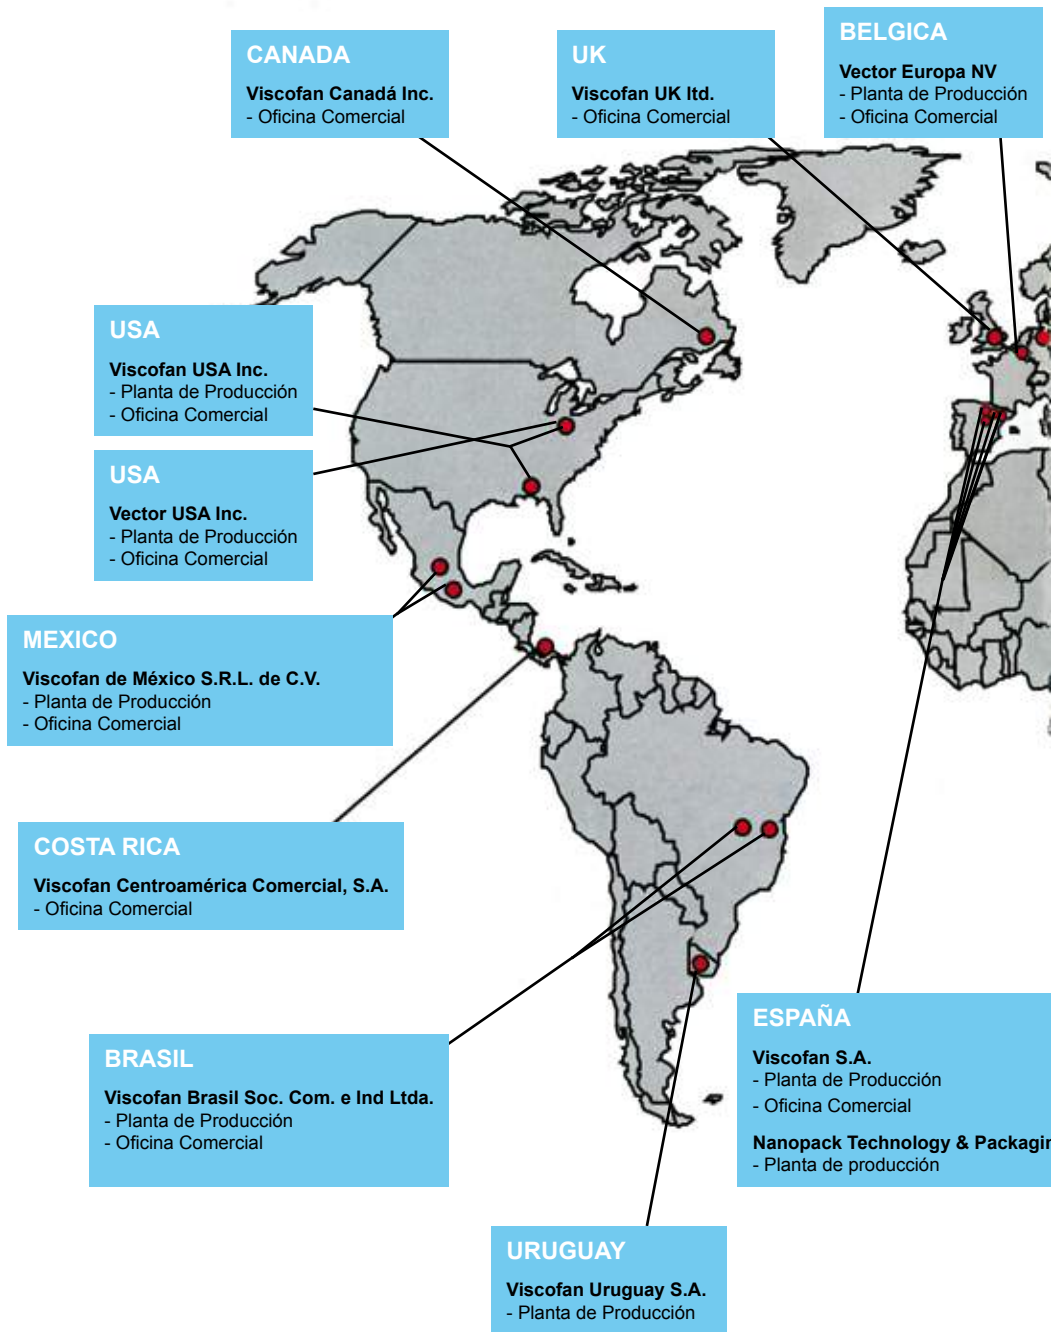 CANADA
Viscofan Canadá Inc.
- Oficina Comercial
UK
Viscofan UK ltd.
- Oficina Comercial
BELGICA
Vector Europa NV
- Planta de Producción
- Oficina Comercial
USA
Viscofan USA Inc.
- Planta de Producción
- Oficina Comercial
USA
Vector USA Inc.
- Planta de Producción
- Oficina Comercial
MEXICO
Viscofan de México S.R.L. de C.V.
- Planta de Producción
- Oficina Comercial
COSTA RICA
Viscofan Centroamérica Comercial, S.A.
- Oficina Comercial
BRASIL
Viscofan Brasil Soc. Com. e Ind Ltda.
- Planta de Producción
- Oficina Comercial
ESPAÑA
Viscofan S.A.
- Planta de Producción
- Oficina Comercial
Nanopack Technology & Packagin
- Planta de producción
URUGUAY
Viscofan Uruguay S.A.
- Planta de Producción